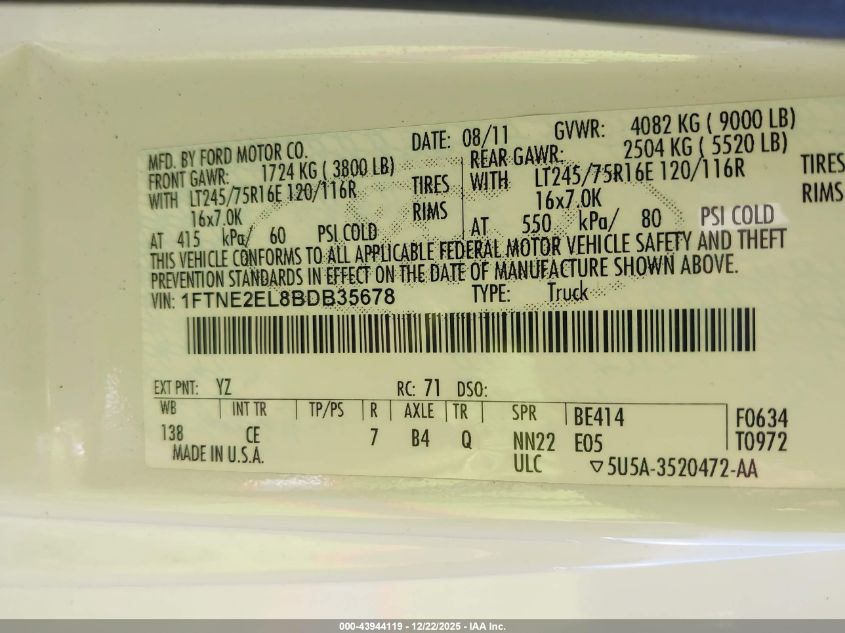 MFD. BY FORD MOTOR CO. DATE: 08/11 GVWR: 4082 KG ( 9000 LB)
FRONT GAWR: 1724 KG ( 3800 LB) REAR GAWR: 2504 KG ( 5520 LB)
WITH LT245/75R16E 120/116R TIRES WITH LT245/75R16E 120/116R TIRES
16x7.0K RIMS 16x7.0K RIMS
AT 415 kPa/ 60 PSI COLD AT 550 kPa/ 80 PSI COLD
THIS VEHICLE CONFORMS TO ALL APPLICABLE FEDERAL MOTOR VEHICLE SAFETY AND THEFT
PREVENTION STANDARDS IN EFFECT ON THE DATE OF MANUFACTURE SHOWN ABOVE.
VIN: 1FTNE2EL8BDB35678 TYPE: Truck
EXT PNT: YZ RC: 71 DSO:
WB INT TR TP/PS R AXLE TR SPR BE414 F0634
138 CE 7 B4 Q NN22 E05 T0972
MADE IN U.S.A. ULC ▽5U5A-3520472-AA
000-43944119 - 12/22/2025 - IAA Inc.